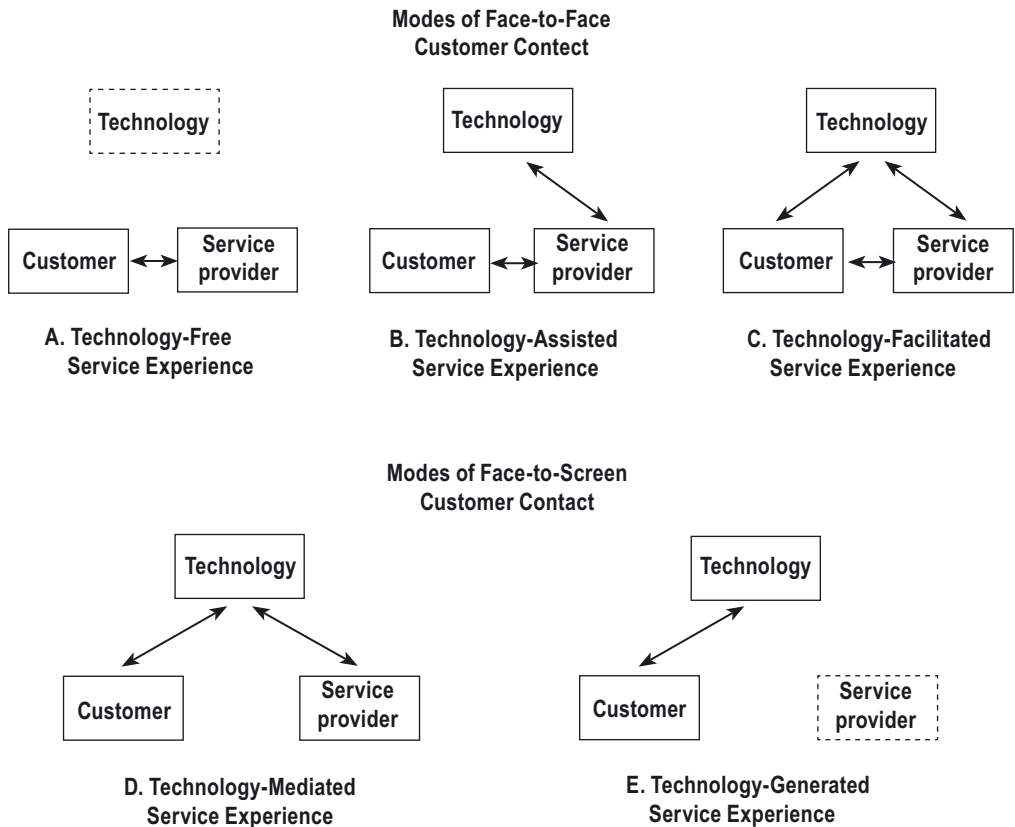 Modes of Face-to-Face
Customer Contect
Technology
Customer
Service
provider
A. Technology-Free
Service Experience
Technology
Customer
Service
provider
B. Technology-Assisted
Service Experience
Technology
Customer
Service
provider
C. Technology-Facilitated
Service Experience
Modes of Face-to-Screen
Customer Contact
Technology
Customer
Service
provider
D. Technology-Mediated
Service Experience
Technology
Customer
Service
provider
E. Technology-Generated
Service Experience